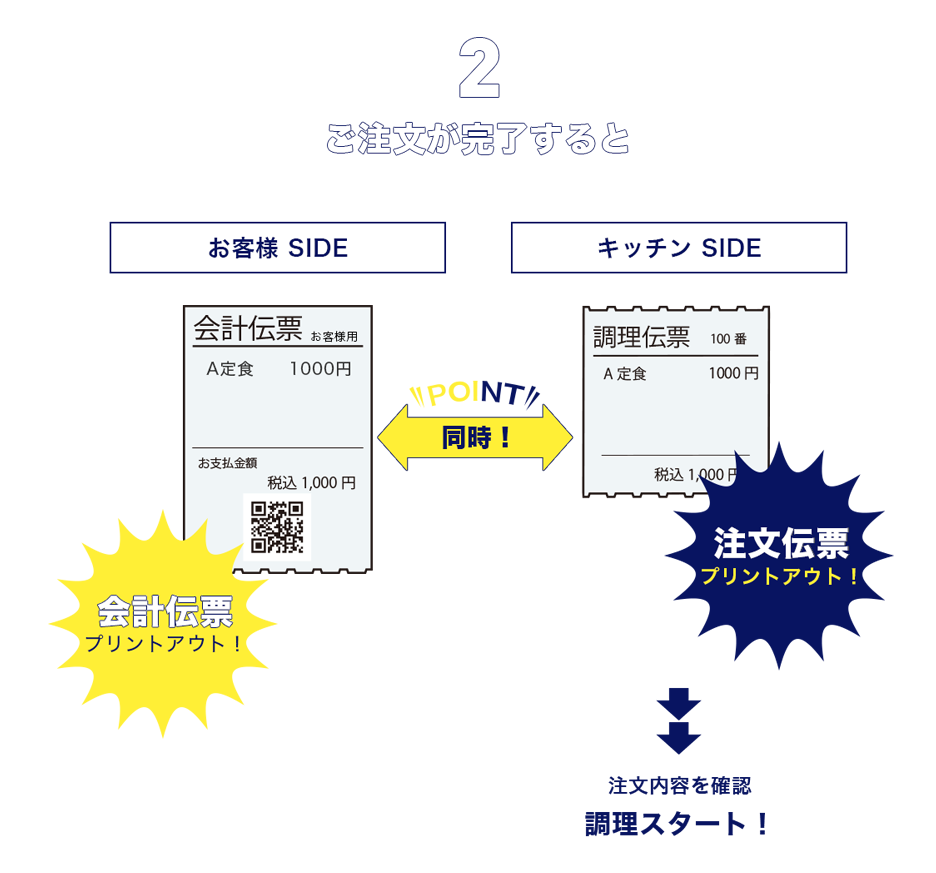 2
ご注文が完了すると
お客様 SIDE
キッチン SIDE
会計伝票 お客様用
A定食 1000円
お支払金額
税込 1,000 円
会計伝票
プリントアウト！
POINT
同時！
調理伝票 100 番
A 定食 1000 円
税込 1,000 円
注文伝票
プリントアウト！
注文内容を確認
調理スタート！